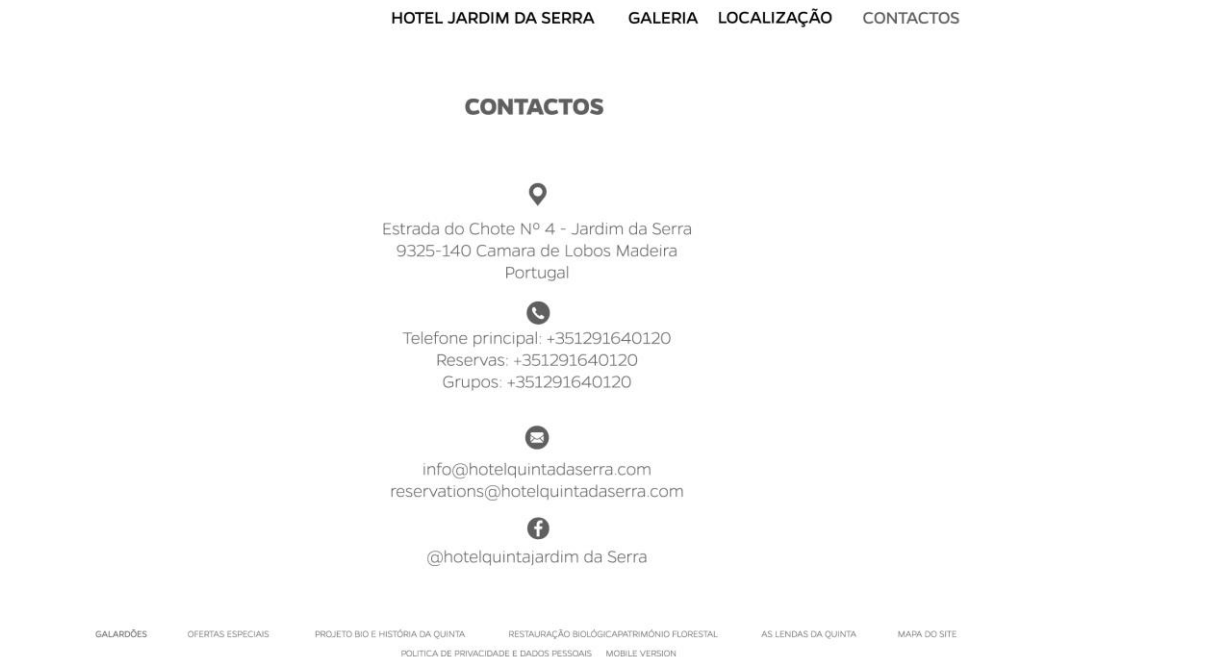 HOTEL JARDIM DA SERRA GALERIA LOCALIZAÇÃO CONTACTOS
CONTACTOS
Estrada do Chote Nº 4 - Jardim da Serra
9325-140 Camara de Lobos Madeira
Portugal
Telefone principal: +351291640120
Reservas: +351291640120
Grupos: +351291640120
info@hotelquintadaserra.com
reservations@hotelquintadaserra.com
@hotelquintajardim da Serra
GALARDÕES OFERTAS ESPECIAIS PROJETO BIO E HISTÓRIA DA QUINTA RESTAURAÇÃO BIOLÓGICAPATRIMÓNIO FLORESTAL AS LENDAS DA QUINTA MAPA DO SITE
POLITICA DE PRIVACIDADE E DADOS PESSOAIS MOBILE VERSION